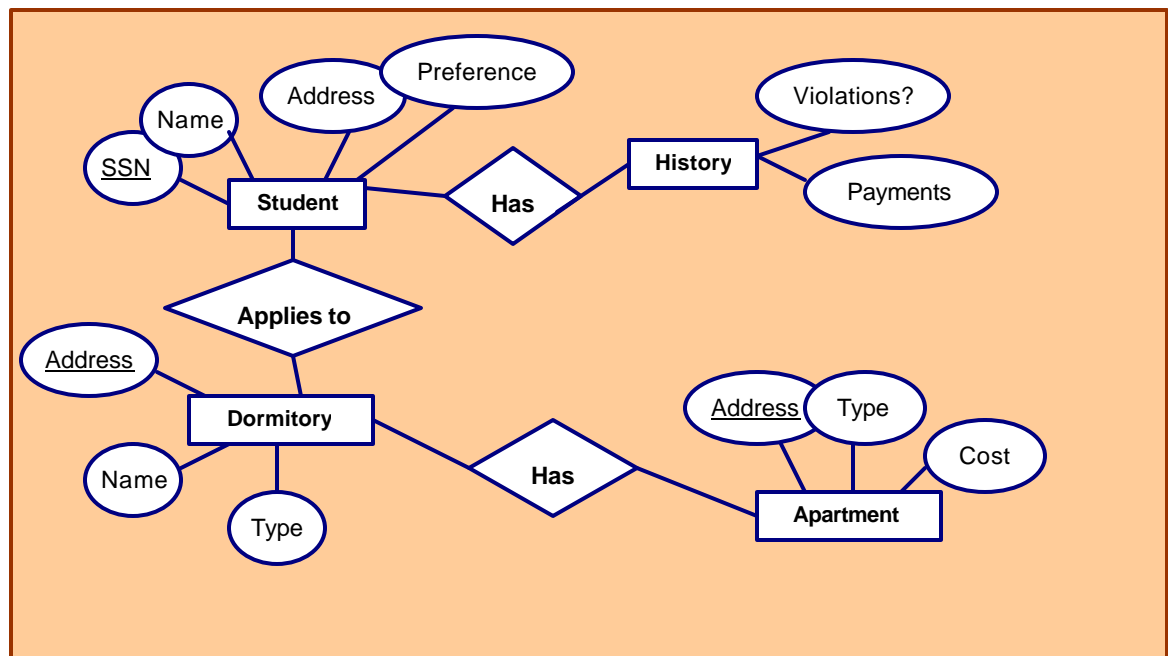 Preference
Address
Violations?
Name
SSN
History
Payments
Student
Has
Applies to
Address
Dormitory
Address
Type
Name
Has
Cost
Type
Apartment